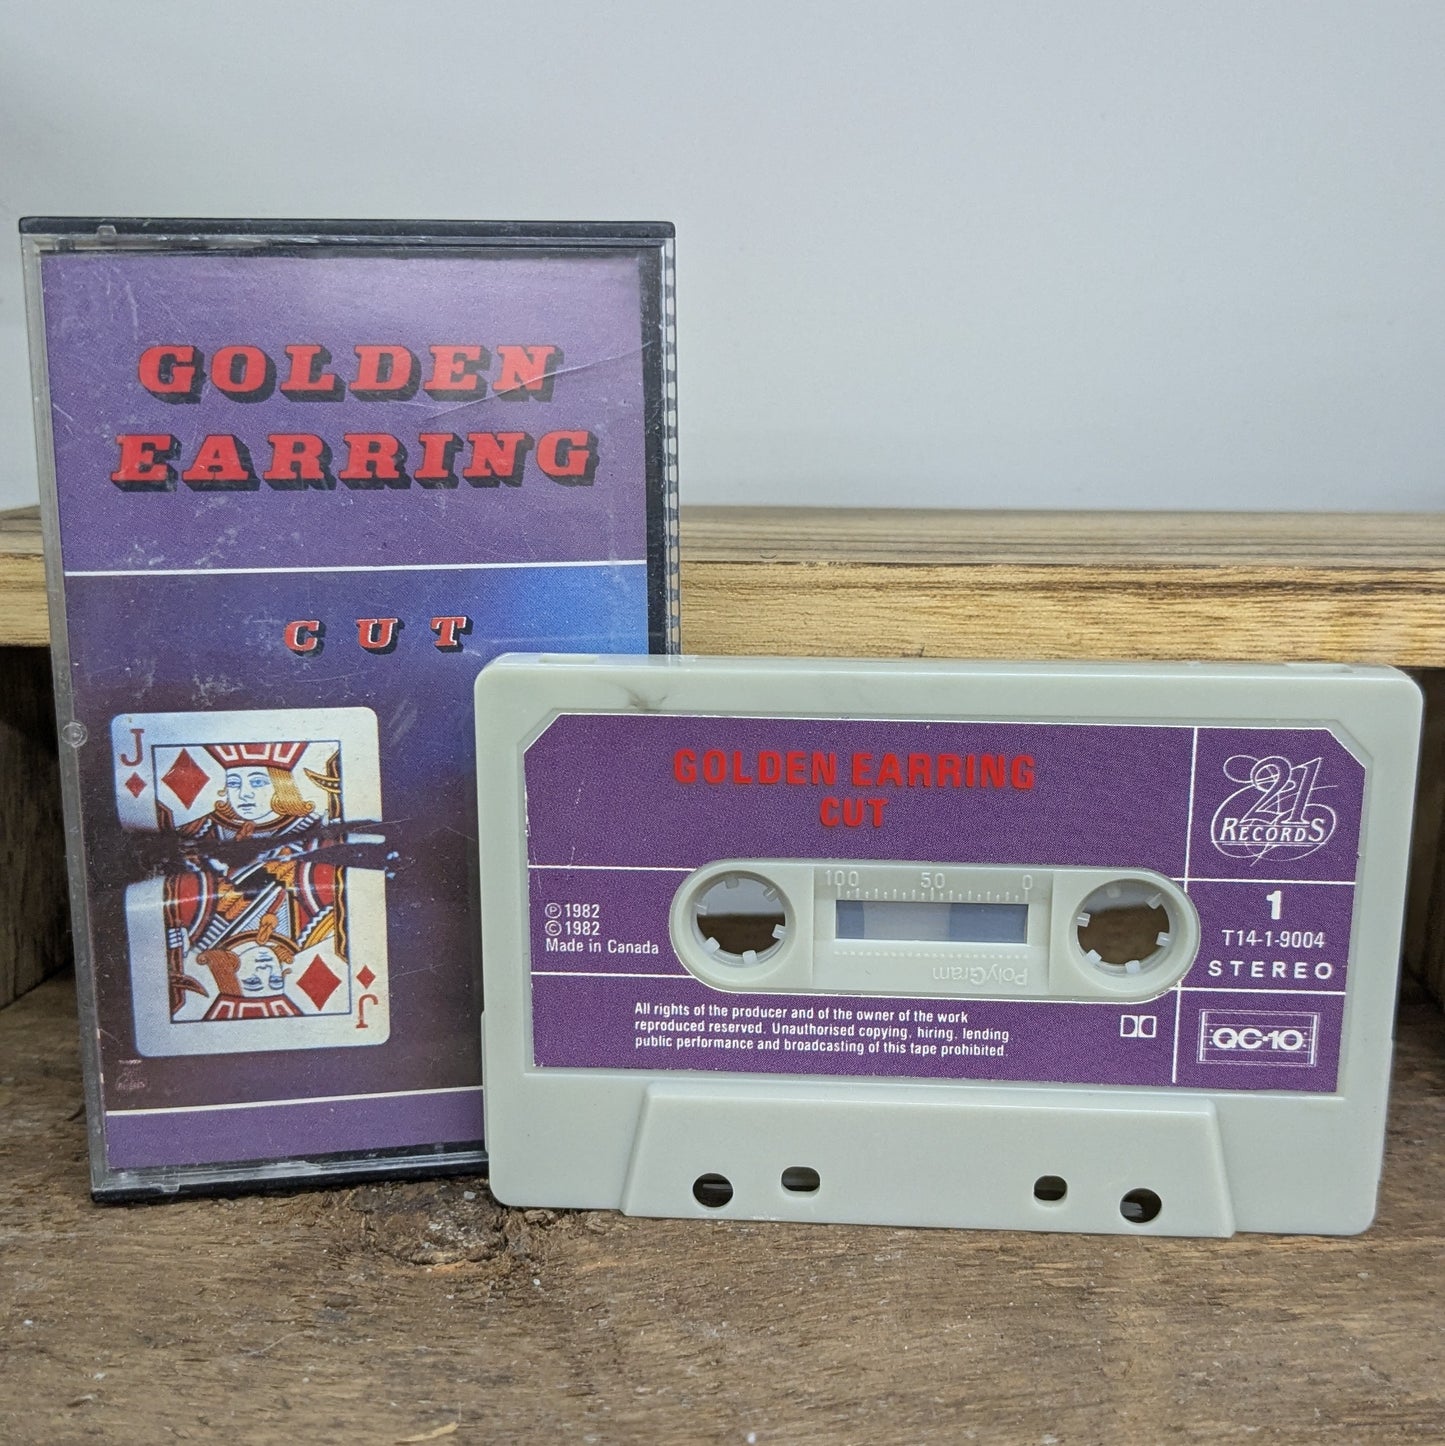 GOLDEN
EARRING
CUT
J
J
GOLDEN EARRING
CUT
21
RECORDS
100 50 0
℗ 1982
© 1982
Made in Canada
1
T14-1-9004
STEREO
PolyGram
All rights of the producer and of the owner of the work
reproduced reserved. Unauthorised copying, hiring, lending
public performance and broadcasting of this tape prohibited.
QC-10